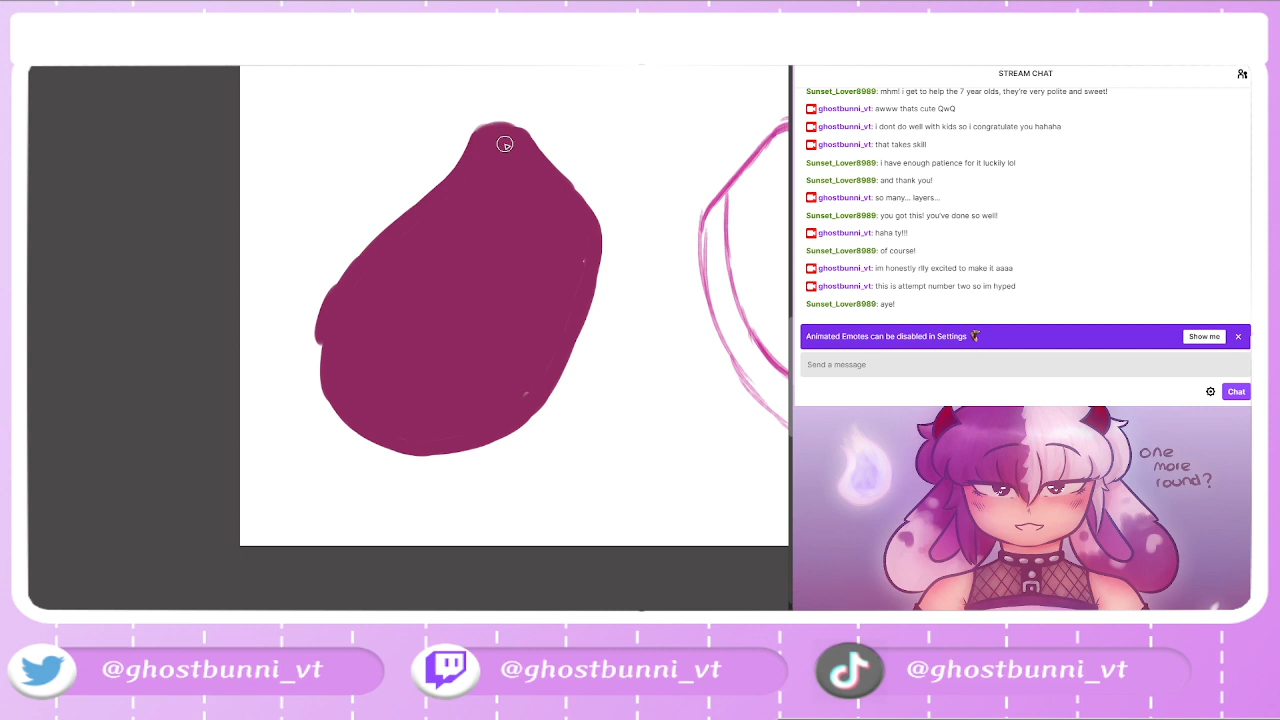 STREAM CHAT
Sunset_Lover8989: mhm! i get to help the 7 year olds, they're very polite and sweet!
ghostbunni_vt: awww thats cute QwQ
ghostbunni_vt: i dont do well with kids so i congratulate you hahaha
ghostbunni_vt: that takes skill
Sunset_Lover8989: i have enough patience for it luckily lol
Sunset_Lover8989: and thank you!
ghostbunni_vt: so many... layers...
Sunset_Lover8989: you got this! you've done so well!
ghostbunni_vt: haha ty!!!
Sunset_Lover8989: of course!
ghostbunni_vt: im honestly rlly excited to make it aaaa
ghostbunni_vt: this is attempt number two so im hyped
Sunset_Lover8989: aye!
Animated Emotes can be disabled in Settings
Show me
Send a message
Chat
one
more
round?
@ghostbunni_vt
@ghostbunni_vt
@ghostbunni_vt